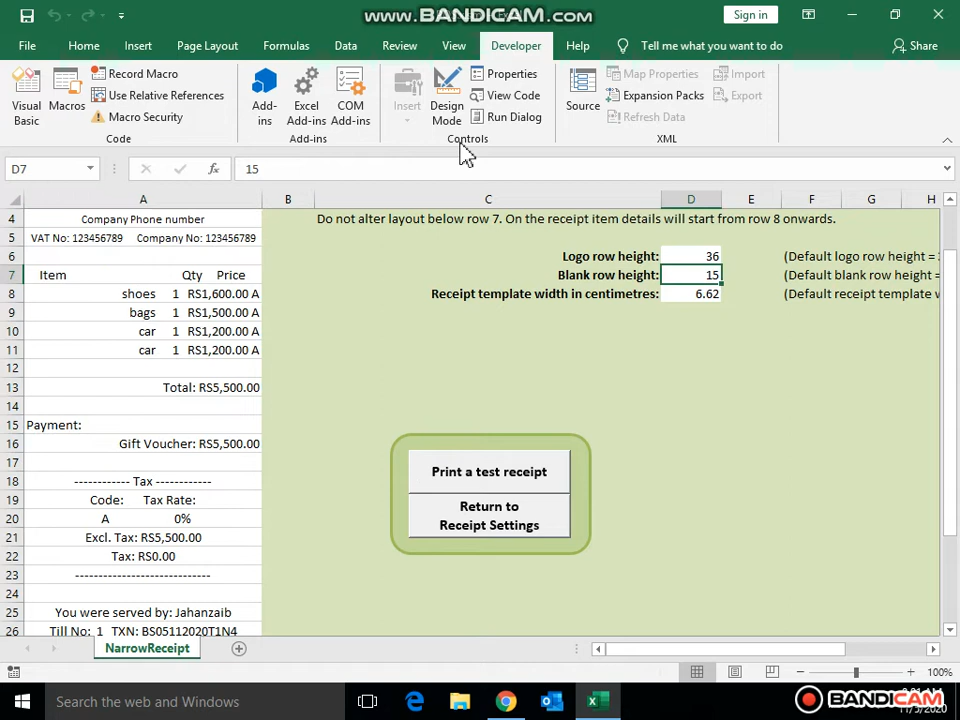 www.BANDICAM.com
Sign in
File Home Insert Page Layout Formulas Data Review View Developer Help Tell me what you want to do Share
Visual Basic
Macros
Record Macro
Use Relative References
Macro Security
Code
Add-ins
Excel Add-ins
COM Add-ins
Add-ins
Insert
Design Mode
Properties
View Code
Run Dialog
Controls
Source
Map Properties
Expansion Packs
Refresh Data
Import
Export
XML
D7 fx 15
A B C D E F G H
4 Company Phone number Do not alter layout below row 7. On the receipt item details will start from row 8 onwards.
5 VAT No: 123456789 Company No: 123456789
6 Logo row height: 36 (Default logo row height =
7 Item Qty Price Blank row height: 15 (Default blank row height =
8 shoes 1 RS1,600.00 A Receipt template width in centimetres: 6.62 (Default receipt template w
9 bags 1 RS1,500.00 A
10 car 1 RS1,200.00 A
11 car 1 RS1,200.00 A
12
13 Total: RS5,500.00
14
15 Payment:
16 Gift Voucher: RS5,500.00
17
18 ------------ Tax ------------
19 Code: Tax Rate:
20 A 0%
21 Excl. Tax: RS5,500.00
22 Tax: RS0.00
23 -----------------------------
24
25 You were served by: Jahanzaib
26 Till No: 1 TXN: BS05112020T1N4
Print a test receipt
Return to
Receipt Settings
NarrowReceipt
100%
Search the web and Windows
BANDICAM
11/5/2020